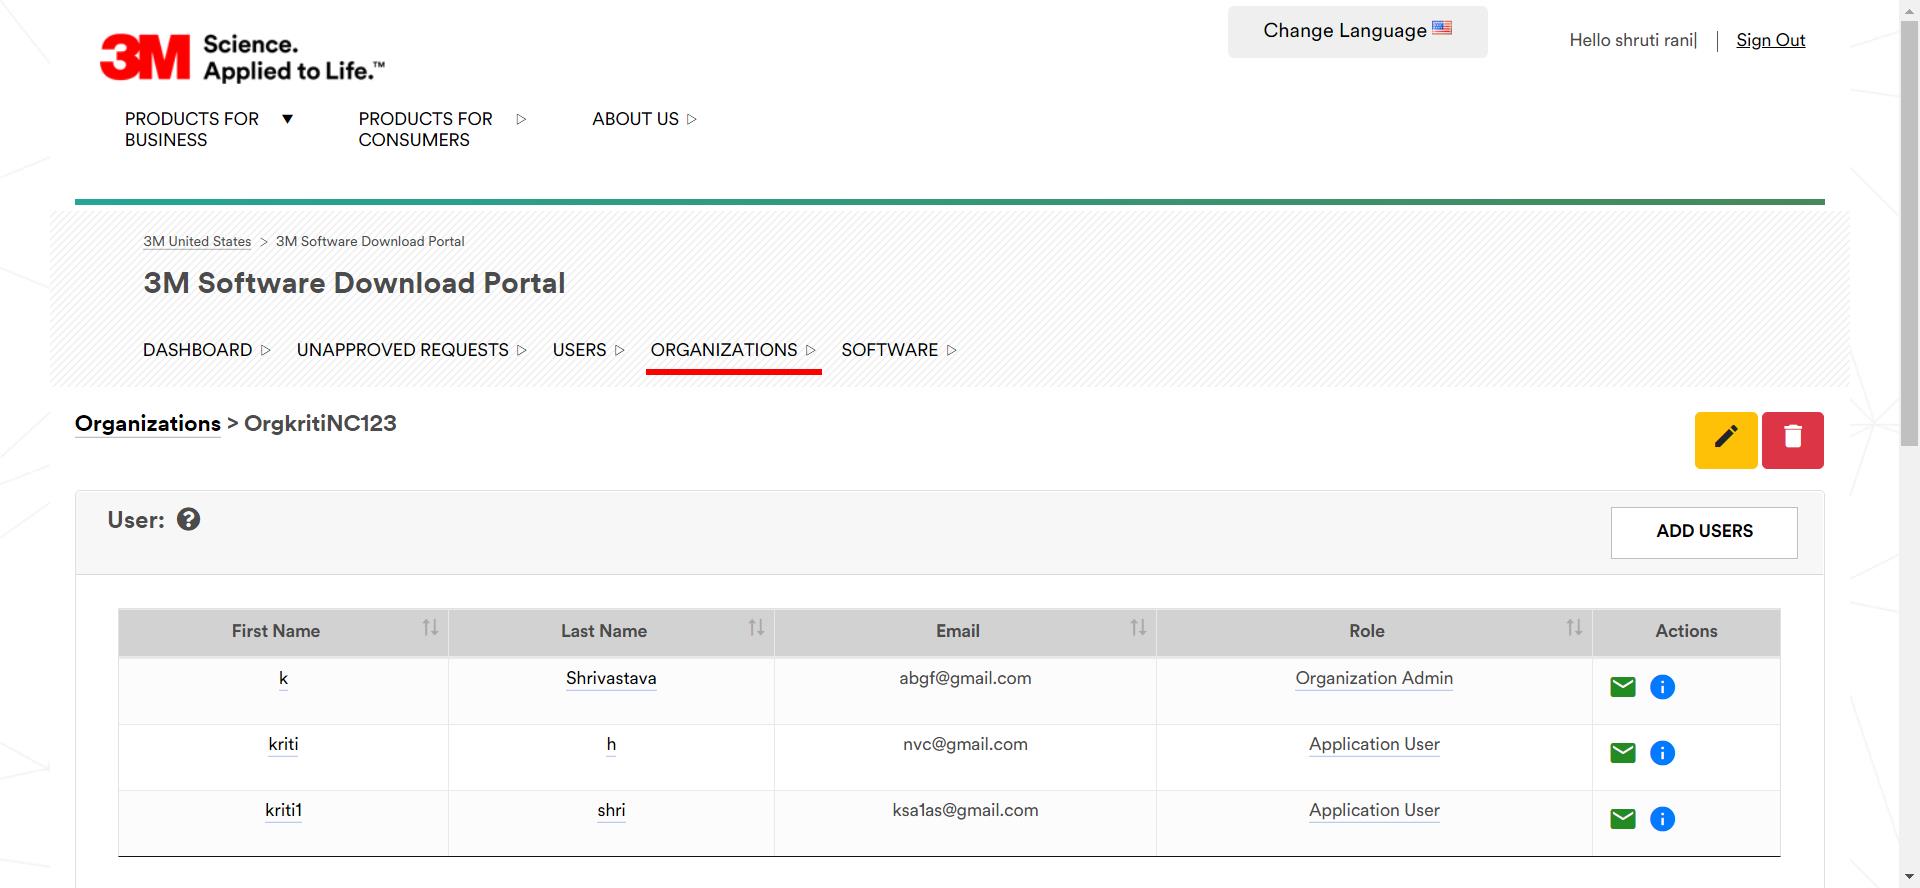 3M Science.
Applied to Life.™
Change Language
Hello shruti rani| Sign Out
PRODUCTS FOR
BUSINESS
PRODUCTS FOR
CONSUMERS
ABOUT US
3M United States > 3M Software Download Portal
3M Software Download Portal
DASHBOARD UNAPPROVED REQUESTS USERS ORGANIZATIONS SOFTWARE
Organizations > OrgkritiNC123
User: ?
ADD USERS
First Name Last Name Email Role Actions
k Shrivastava abgf@gmail.com Organization Admin
kriti h nvc@gmail.com Application User
kriti1 shri ksa1as@gmail.com Application User